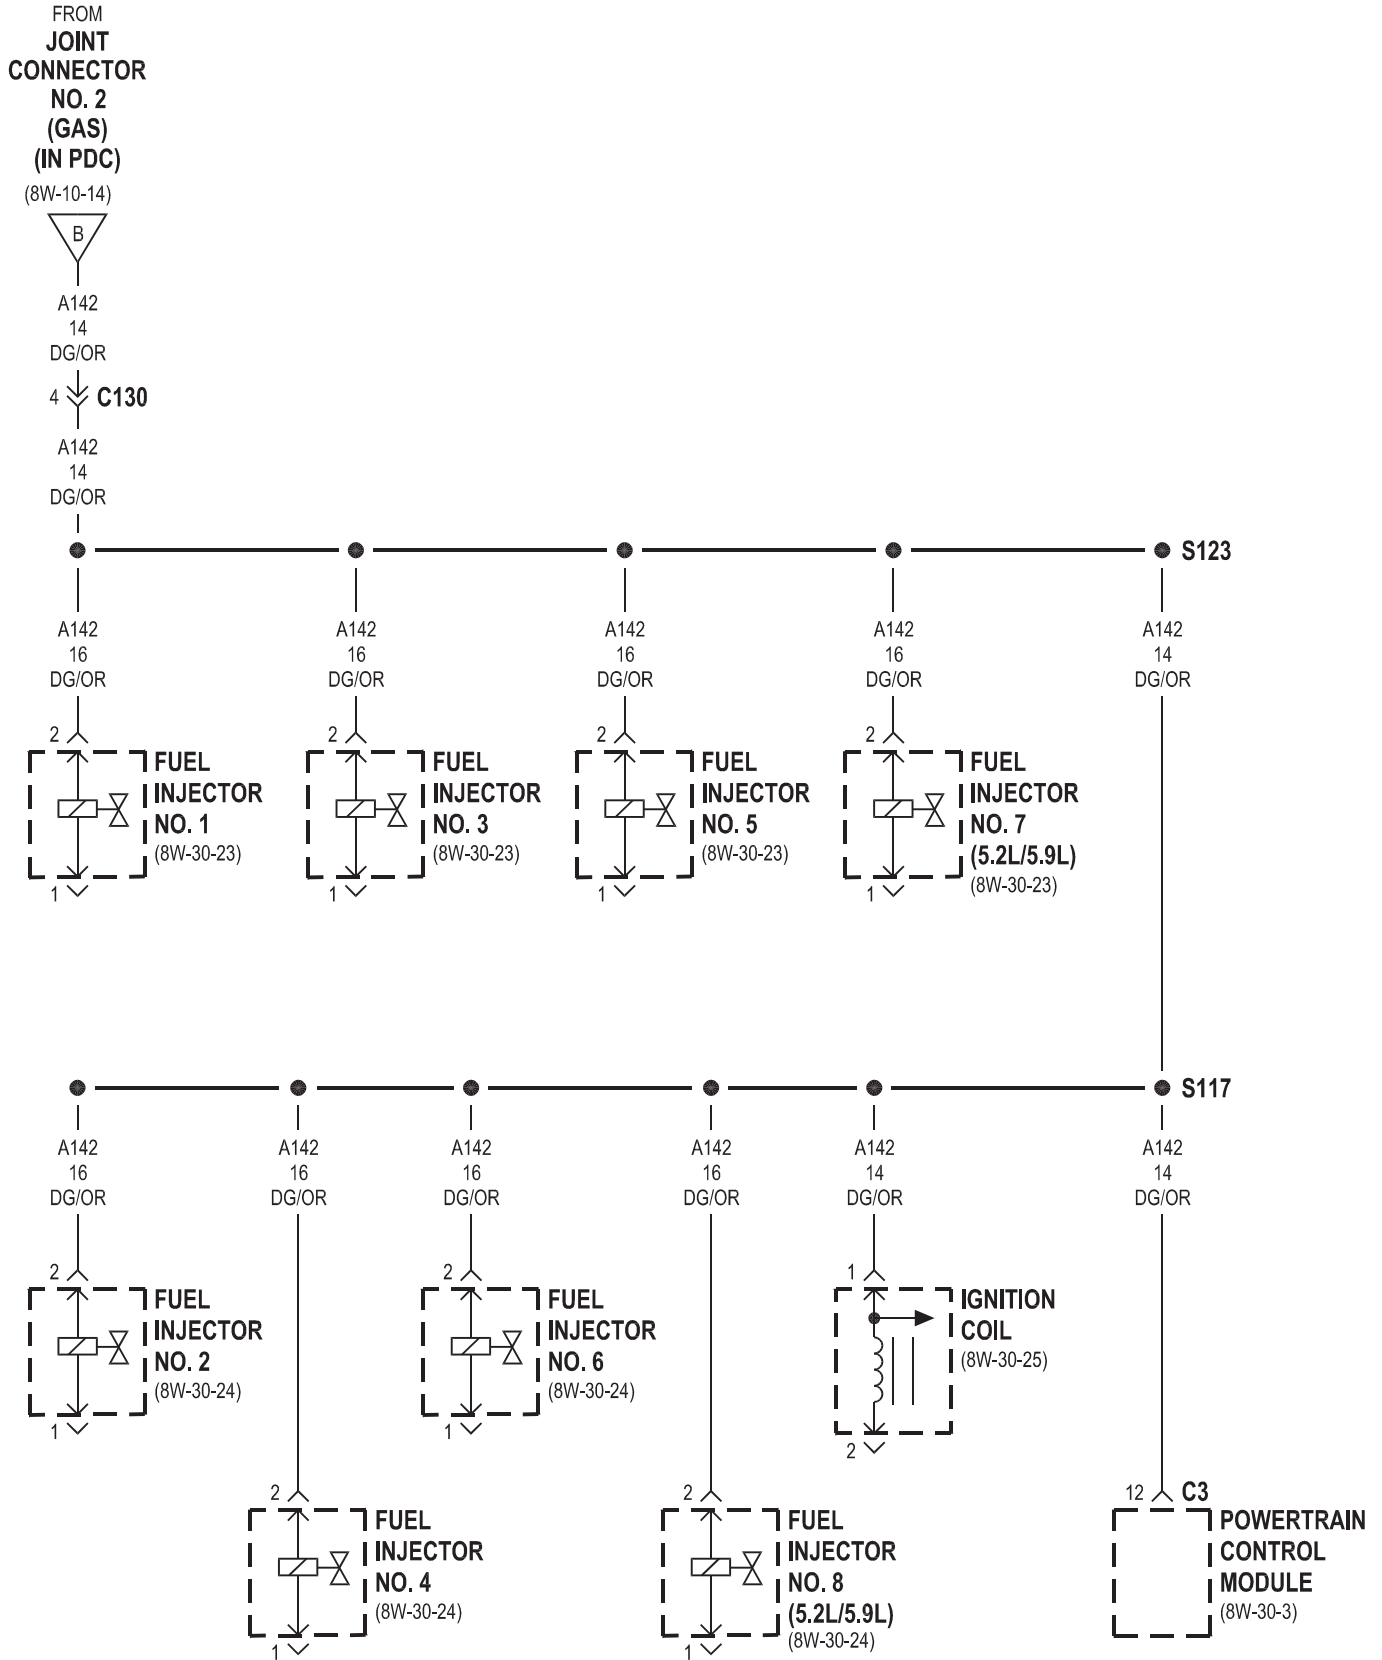 FROM
JOINT
CONNECTOR
NO. 2
(GAS)
(IN PDC)
(8W-10-14)
B
A142
14
DG/OR
4 C130
A142
14
DG/OR
S123
A142 A142 A142 A142 A142
16 16 16 16 14
DG/OR DG/OR DG/OR DG/OR DG/OR
2 2 2 2
FUEL FUEL FUEL FUEL
INJECTOR INJECTOR INJECTOR INJECTOR
NO. 1 NO. 3 NO. 5 NO. 7
(8W-30-23) (8W-30-23) (8W-30-23) (5.2L/5.9L)
(8W-30-23)
1 1 1 1
S117
A142 A142 A142 A142 A142 A142
16 16 16 16 14 14
DG/OR DG/OR DG/OR DG/OR DG/OR DG/OR
2 2 1
FUEL FUEL IGNITION
INJECTOR INJECTOR COIL
NO. 2 NO. 6 (8W-30-25)
(8W-30-24) (8W-30-24)
1 1 2
2 2 12 C3
FUEL FUEL POWERTRAIN
INJECTOR INJECTOR CONTROL
NO. 4 NO. 8 MODULE
(8W-30-24) (5.2L/5.9L) (8W-30-3)
(8W-30-24)
1 1